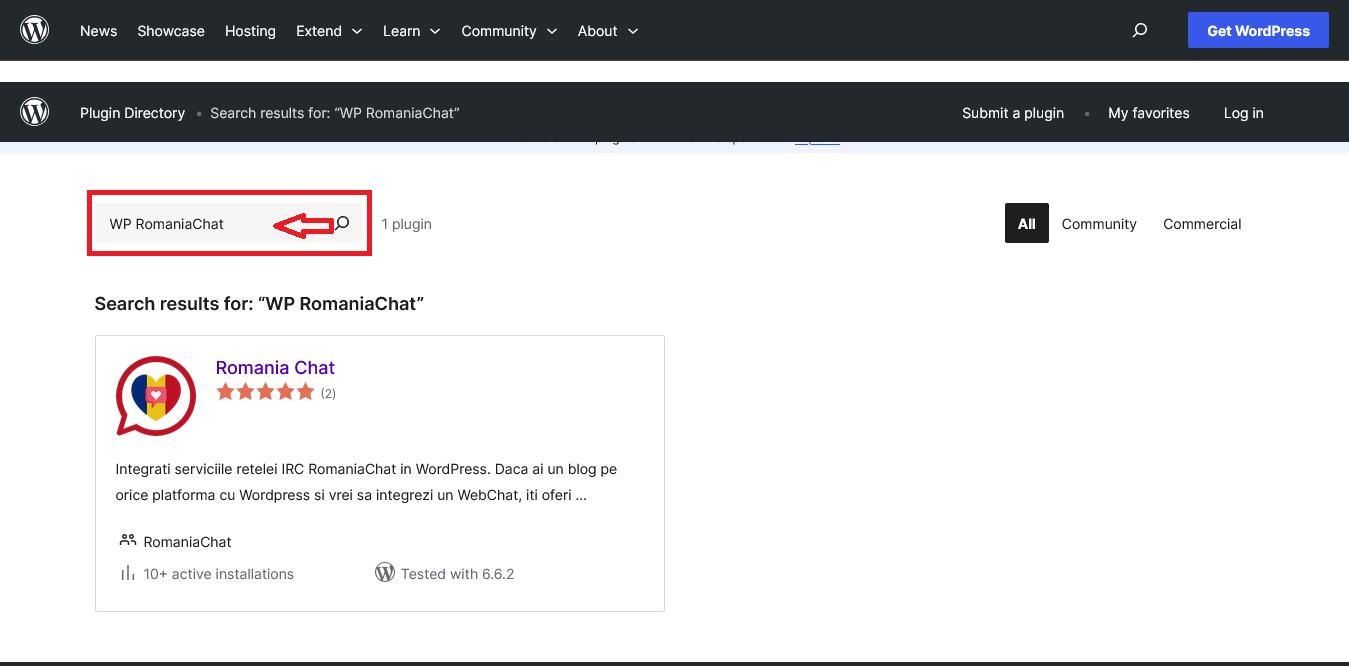 News Showcase Hosting Extend Learn Community About Get WordPress
Plugin Directory • Search results for: “WP RomaniaChat” Submit a plugin • My favorites Log in
WP RomaniaChat 1 plugin All Community Commercial
Search results for: “WP RomaniaChat”
Romania Chat
(2)
Integrati serviciile retelei IRC RomaniaChat in WordPress. Daca ai un blog pe
orice platforma cu Wordpress si vrei sa integrezi un WebChat, iti oferi ...
RomaniaChat
10+ active installations Tested with 6.6.2